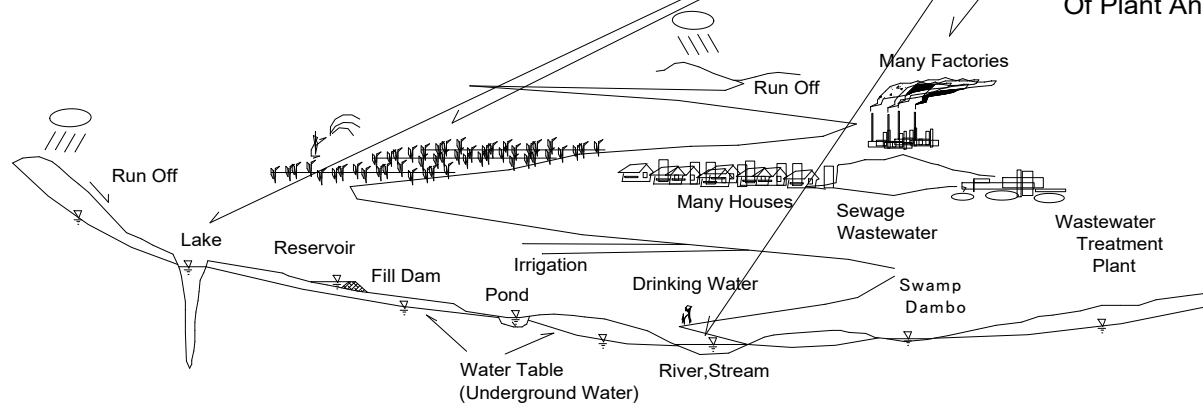 Of Plant An
Many Factories
Run Off
Run Off
Many Houses
Sewage
Wastewater
Wastewater
Treatment
Plant
Lake
Reservoir
Irrigation
Fill Dam
Drinking Water
Swamp
Dambo
Pond
Water Table
(Underground Water)
River,Stream